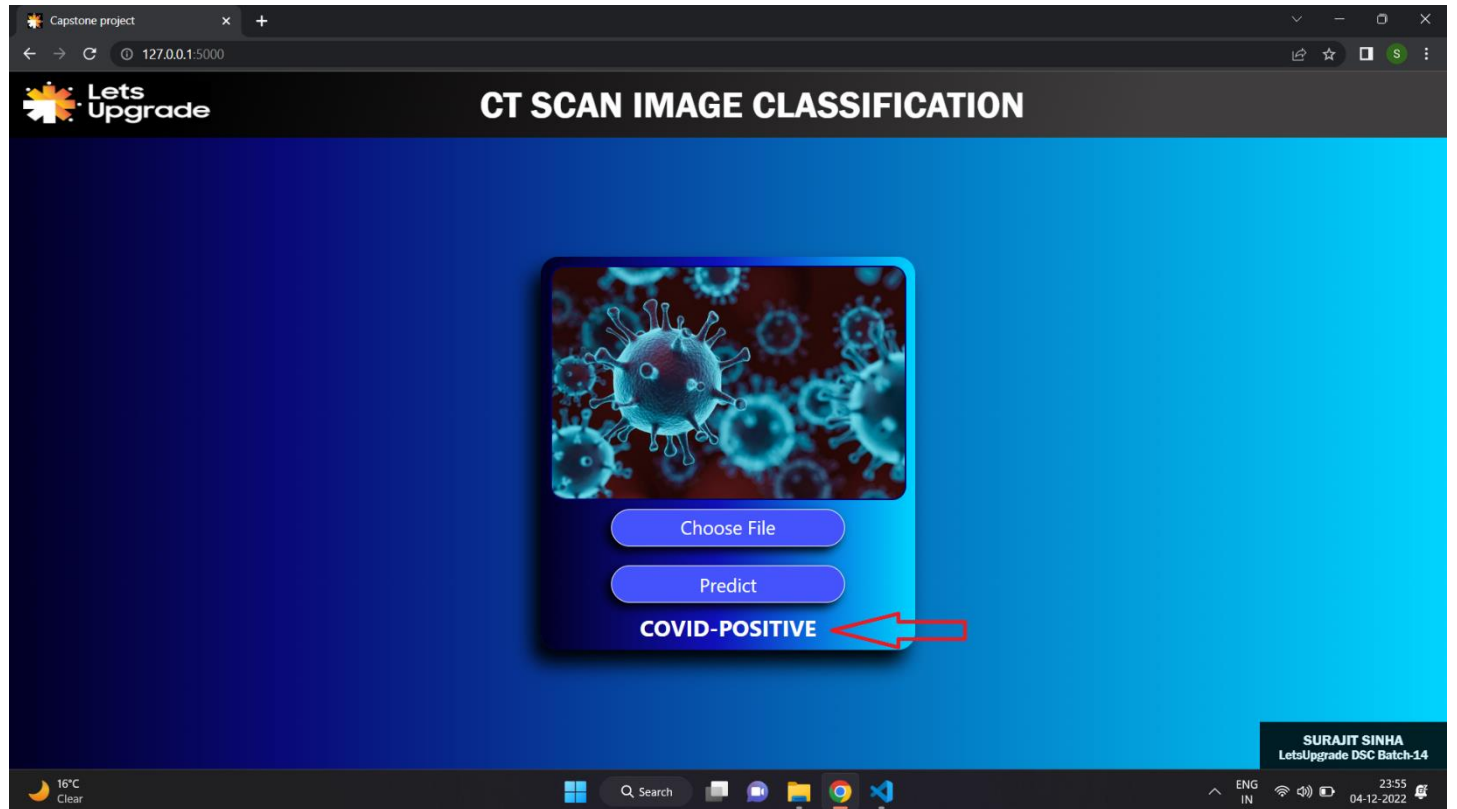 Capstone project
127.0.0.1:5000
S
Lets
Upgrade
CT SCAN IMAGE CLASSIFICATION
Choose File
Predict
COVID-POSITIVE
SURAJIT SINHA
LetsUpgrade DSC Batch-14
16°C
Clear
Search
ENG
IN
23:55
04-12-2022